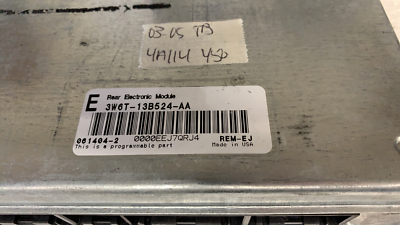 03-05 TB
4A114 450
E
Rear Electronic Module
3W6T-13B524-AA
0000EEJ7QRJ4
061404-2
REM-EJ
This is a programmable part
Made in USA